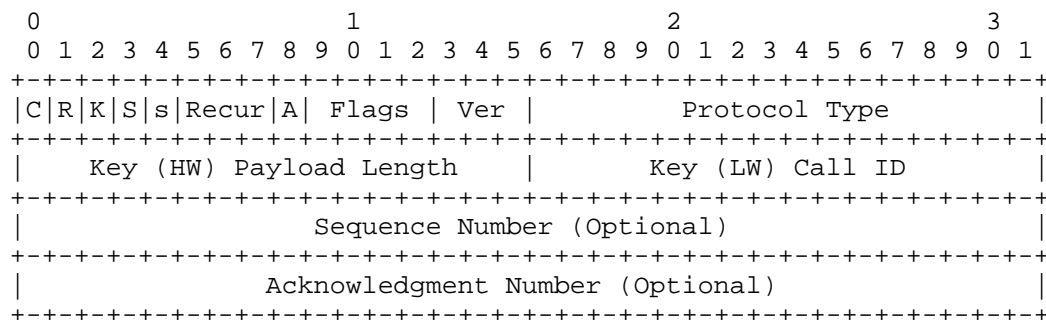 0                   1                   2                   3
 0 1 2 3 4 5 6 7 8 9 0 1 2 3 4 5 6 7 8 9 0 1 2 3 4 5 6 7 8 9 0 1
+-+-+-+-+-+-+-+-+-+-+-+-+-+-+-+-+-+-+-+-+-+-+-+-+-+-+-+-+-+-+-+-+
|C|R|K|S|s|Recur|A| Flags | Ver |         Protocol Type         |
+-+-+-+-+-+-+-+-+-+-+-+-+-+-+-+-+-+-+-+-+-+-+-+-+-+-+-+-+-+-+-+-+
|    Key (HW) Payload Length    |       Key (LW) Call ID        |
+-+-+-+-+-+-+-+-+-+-+-+-+-+-+-+-+-+-+-+-+-+-+-+-+-+-+-+-+-+-+-+-+
|                  Sequence Number (Optional)                   |
+-+-+-+-+-+-+-+-+-+-+-+-+-+-+-+-+-+-+-+-+-+-+-+-+-+-+-+-+-+-+-+-+
|               Acknowledgment Number (Optional)                |
+-+-+-+-+-+-+-+-+-+-+-+-+-+-+-+-+-+-+-+-+-+-+-+-+-+-+-+-+-+-+-+-+